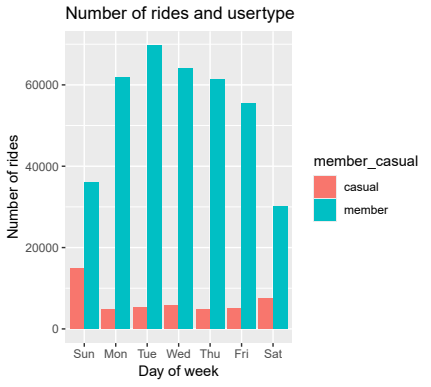 Number of rides and usertype
Number of rides
60000
40000
20000
0
Sun Mon Tue Wed Thu Fri Sat
Day of week
member_casual
casual
member